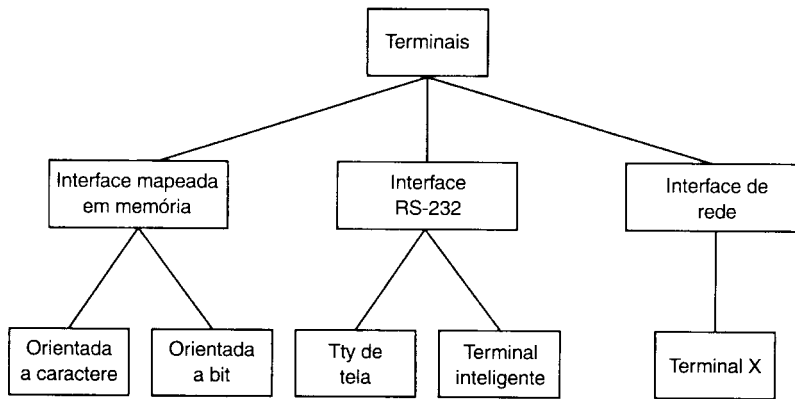 Terminais
Interface mapeada
em memória
Interface
RS-232
Interface de
rede
Orientada
a caractere
Orientada
a bit
Tty de
tela
Terminal
inteligente
Terminal X